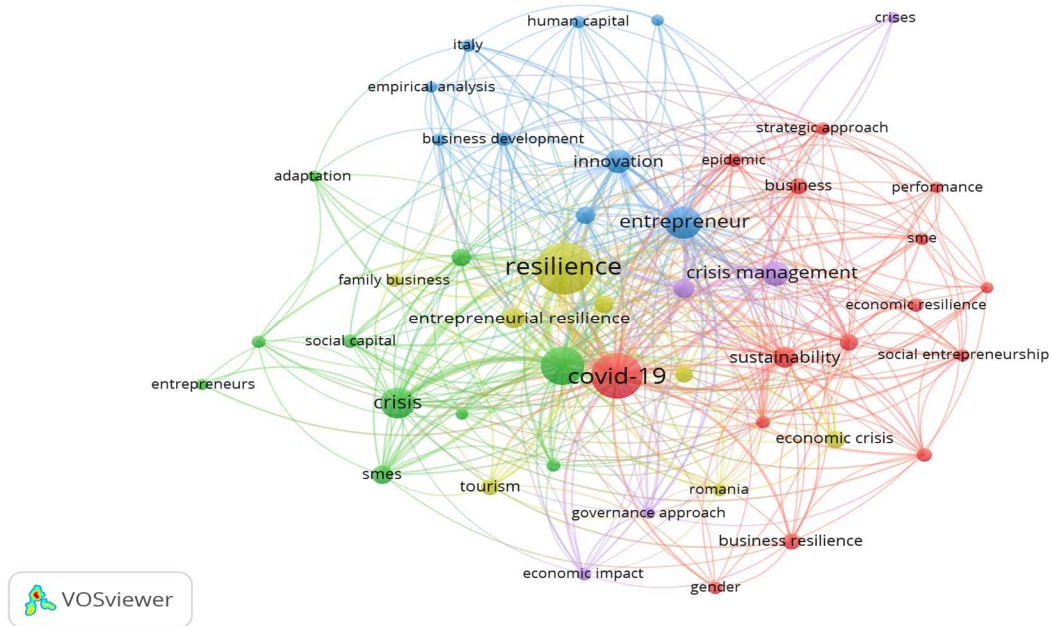 crises
human capital
italy
empirical analysis
strategic approach
business development
innovation
epidemic
adaptation
business
performance
entrepreneur
sme
resilience
crisis management
family business
economic resilience
entrepreneurial resilience
social capital
sustainability
social entrepreneurship
covid-19
entrepreneurs
crisis
economic crisis
smes
tourism
romania
governance approach
business resilience
economic impact
gender
VOSviewer